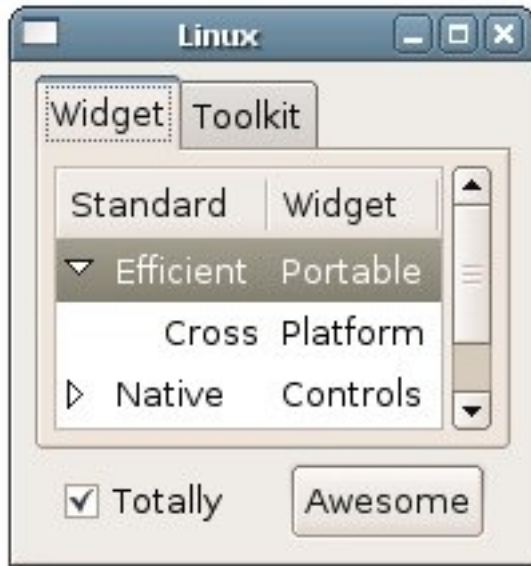 Linux
Widget Toolkit
Standard Widget
Efficient Portable
Cross Platform
Native Controls
Totally Awesome